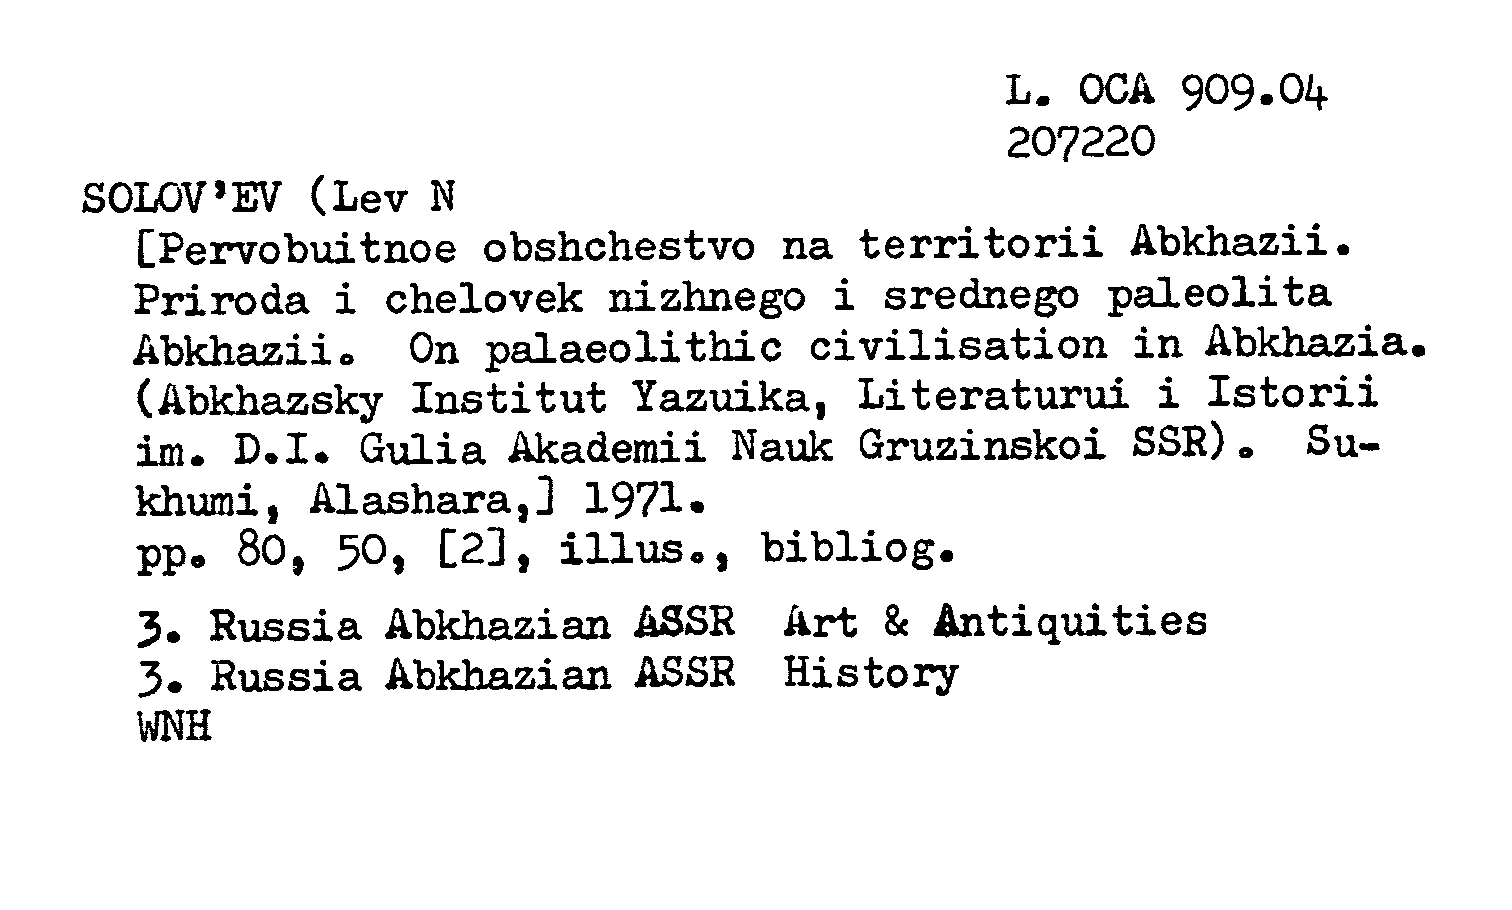 L. OCA 909.04
207220
SOLOV'EV (Lev N
[Pervobuitnoe obshchestvo na territorii Abkhazii.
Priroda i chelovek nizhnego i srednego paleolita
Abkhazii. On palaeolithic civilisation in Abkhazia.
(Abkhazsky Institut Yazuika, Literaturui i Istorii
im. D.I. Gulia Akademii Nauk Gruzinskoi SSR). Su-
khumi, Alashara,] 1971.
pp. 80, 50, [2], illus., bibliog.
3. Russia Abkhazian ASSR Art & Antiquities
3. Russia Abkhazian ASSR History
WNH